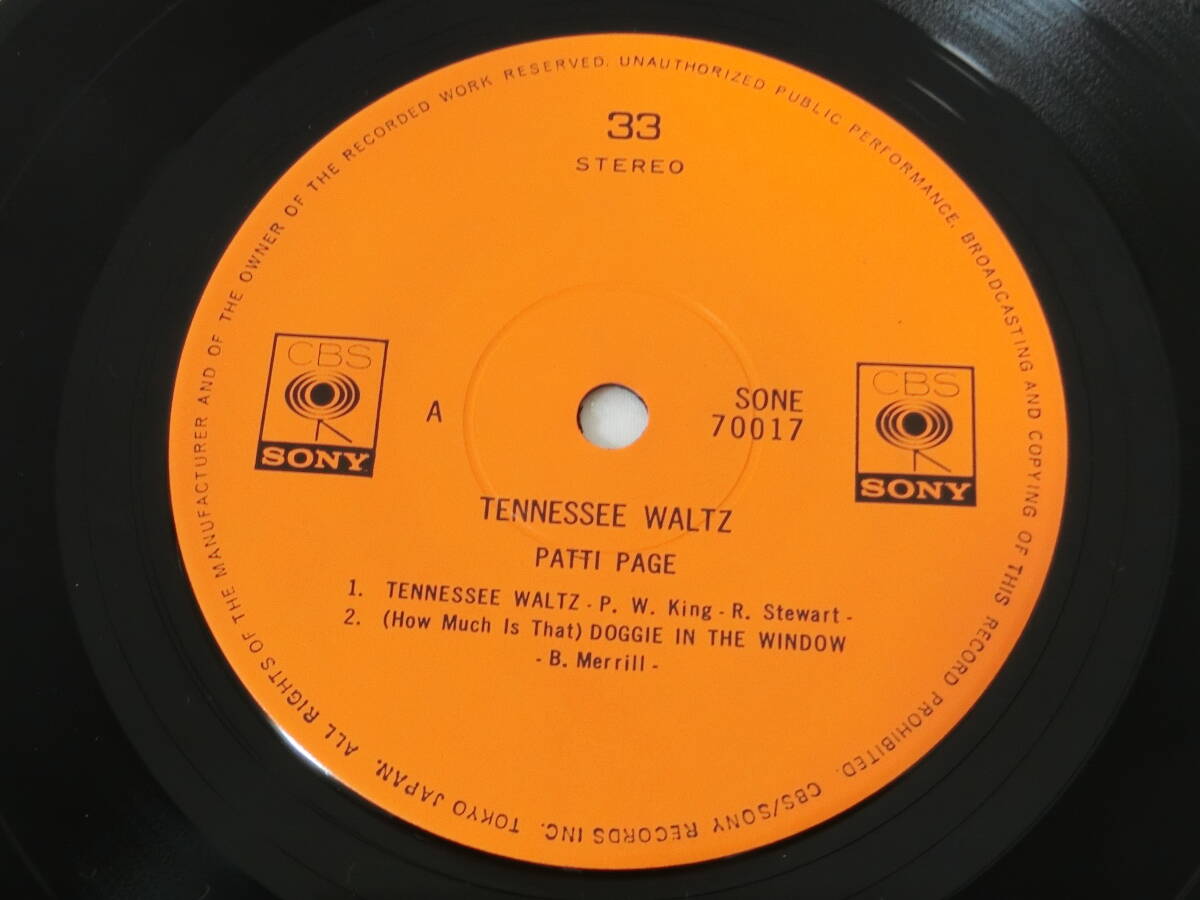 33
STEREO
CBS
SONY
A
SONE
70017
CBS
SONY
TENNESSEE WALTZ
PATTI PAGE
1. TENNESSEE WALTZ - P. W. King - R. Stewart -
2. (How Much Is That) DOGGIE IN THE WINDOW
- B. Merrill -
ALL RIGHTS OF THE MANUFACTURER AND OF THE OWNER OF THE RECORDED WORK RESERVED. UNAUTHORIZED PUBLIC PERFORMANCE, BROADCASTING AND COPYING OF THIS RECORD PROHIBITED. CBS/SONY RECORDS INC. TOKYO JAPAN.